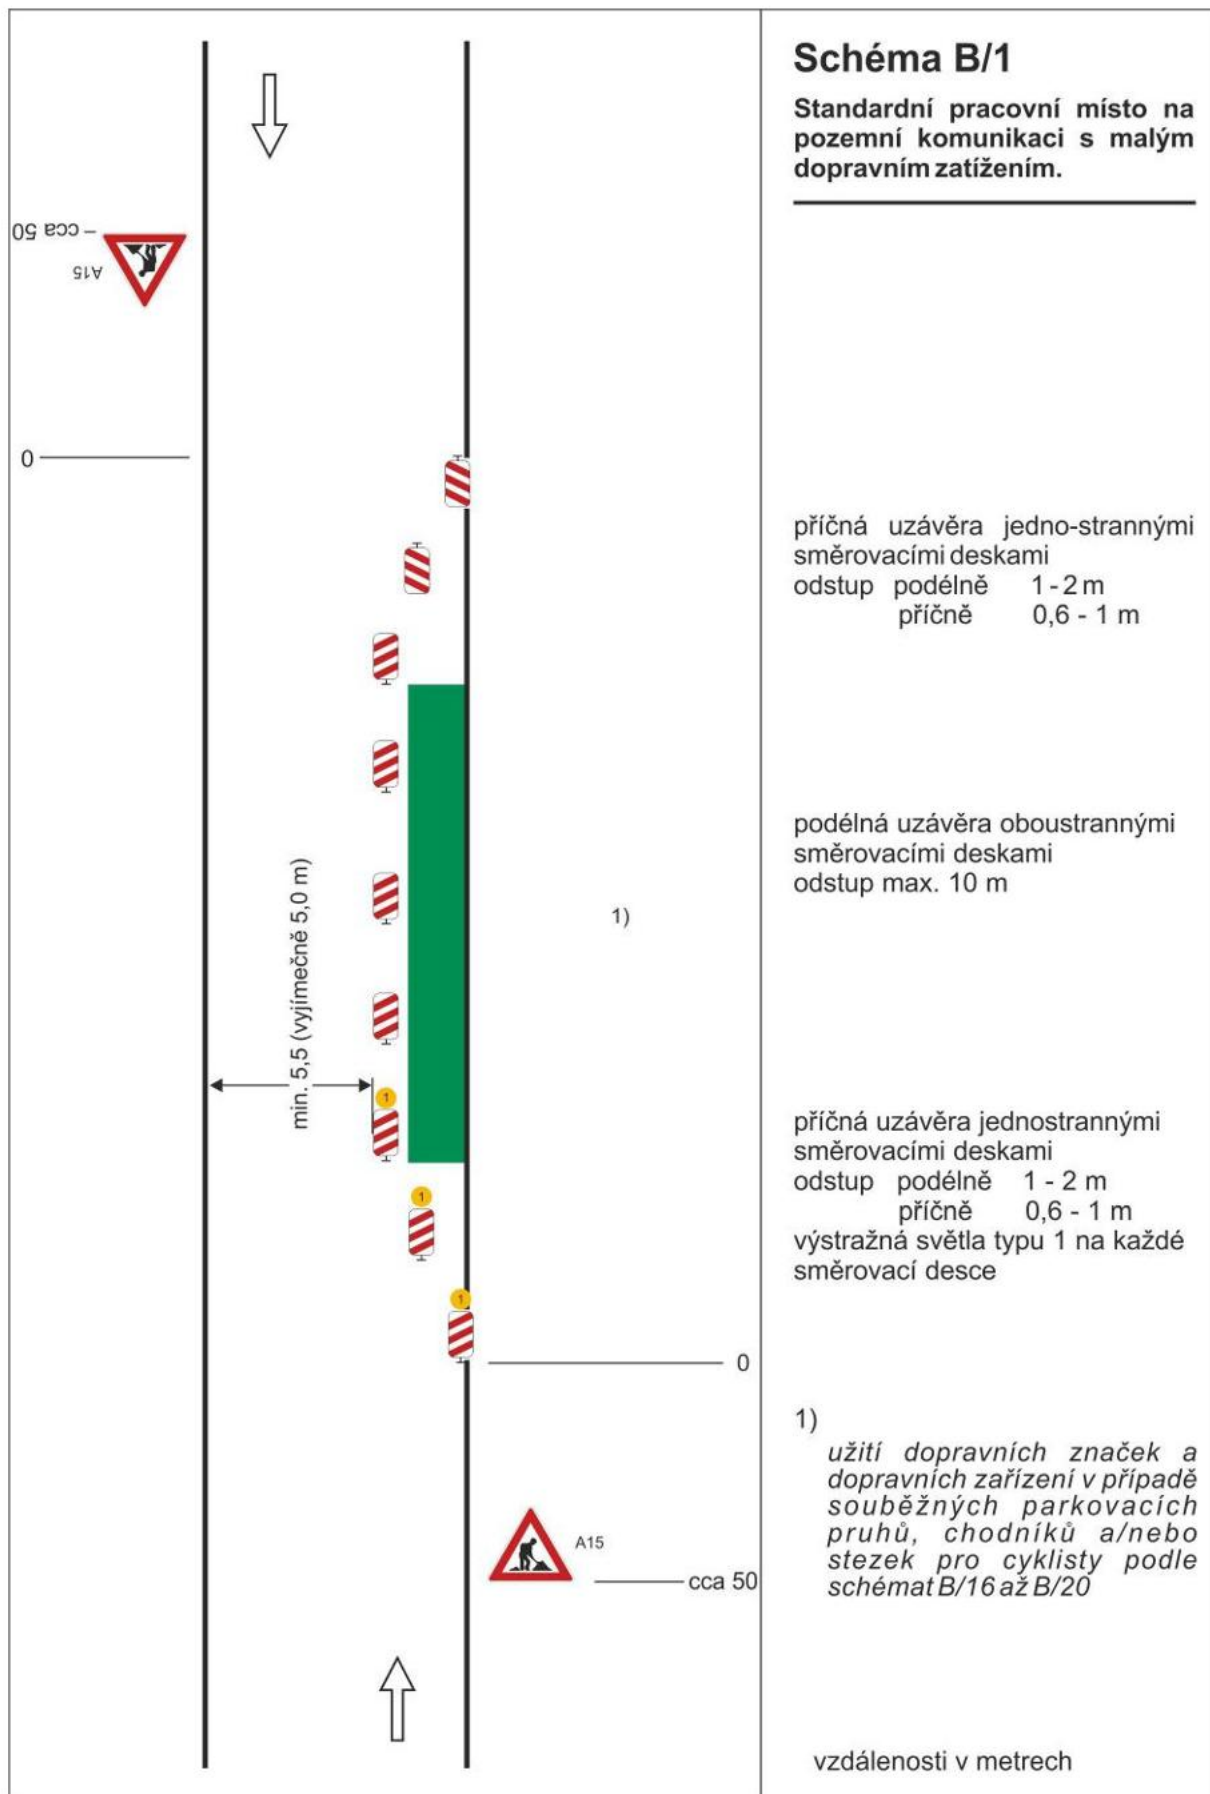 Schéma B/1
Standardní pracovní místo na
pozemní komunikaci s malým
dopravním zatížením.
cca 50
A15
0
příčná uzávěra jedno-strannými
směrovacími deskami
odstup podélně 1 - 2 m
příčně 0,6 - 1 m
podélná uzávěra oboustrannými
směrovacími deskami
odstup max. 10 m
1)
min. 5,5 (vyjímečně 5,0 m)
1
1
1
příčná uzávěra jednostrannými
směrovacími deskami
odstup podélně 1 - 2 m
příčně 0,6 - 1 m
výstražná světla typu 1 na každé
směrovací desce
0
A15
cca 50
1)
užití dopravních značek a
dopravních zařízení v případě
souběžných parkovacích
pruhů, chodníků a/nebo
stezek pro cyklisty podle
schémat B/16 až B/20
vzdálenosti v metrech